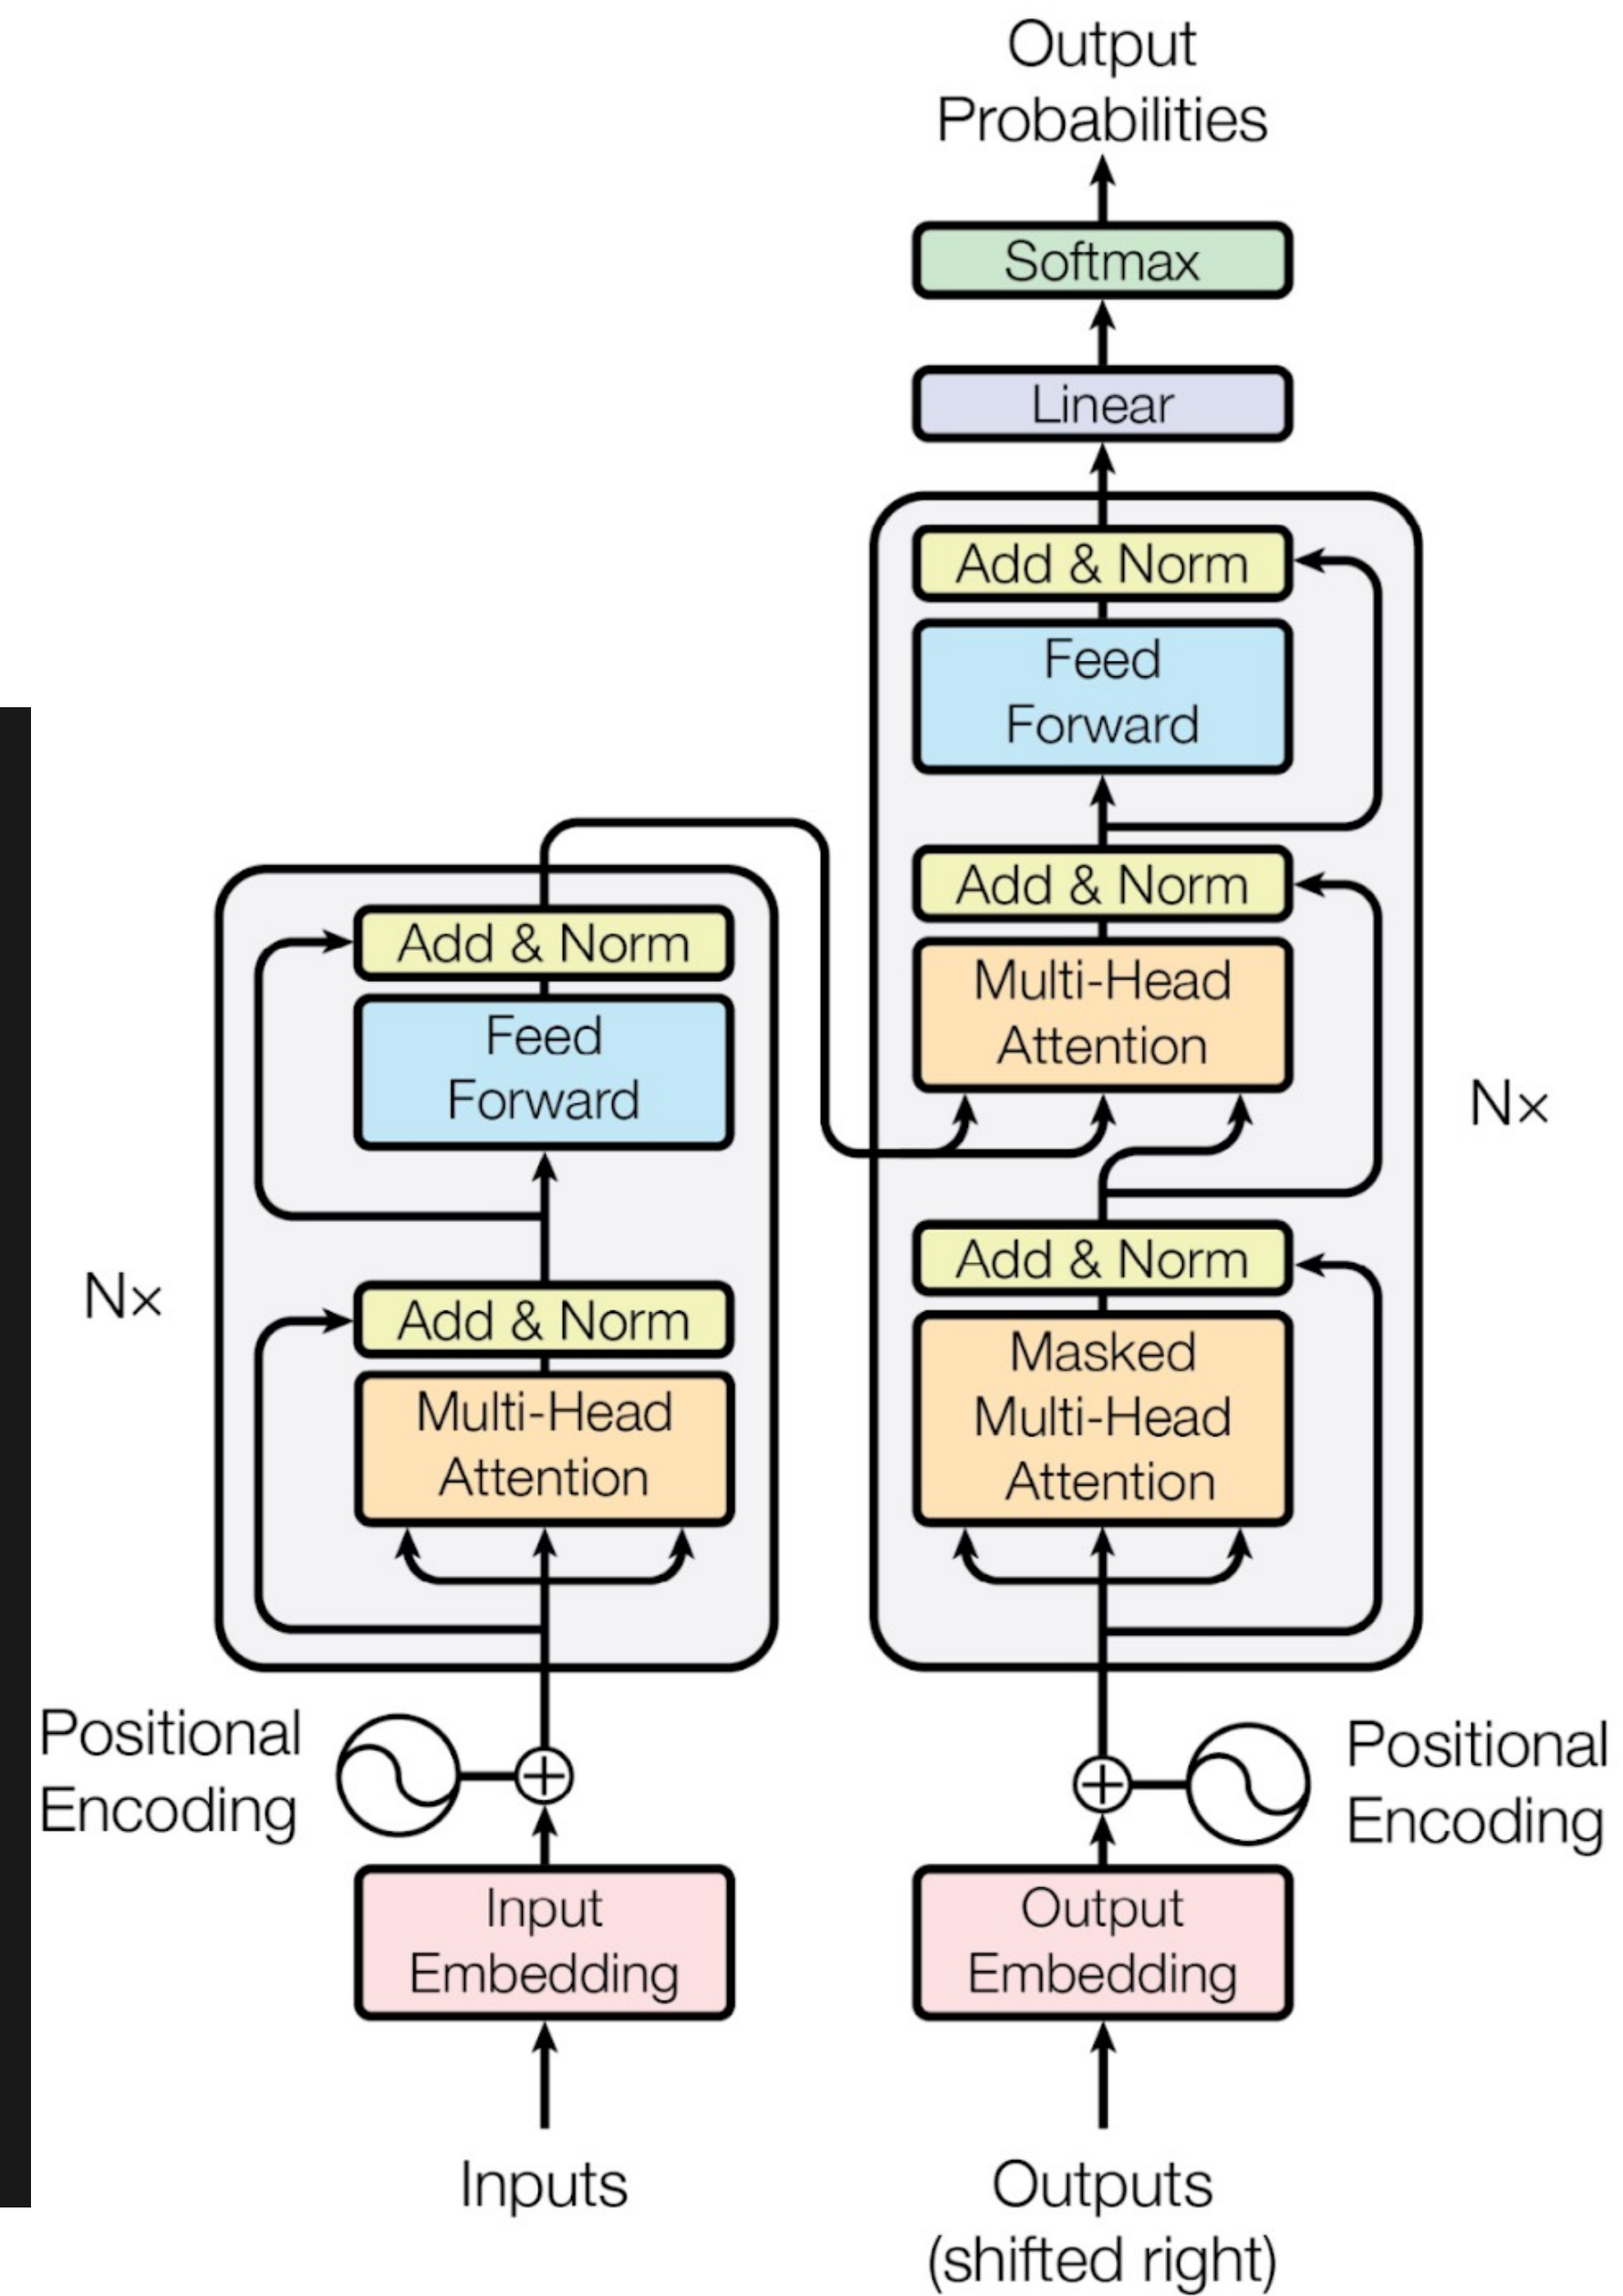 Output
Probabilities
Softmax
Linear
Add & Norm
Feed
Forward
Add & Norm
Multi-Head
Attention
Add & Norm
Masked
Multi-Head
Attention
Nx
Add & Norm
Feed
Forward
Add & Norm
Multi-Head
Attention
Nx
Positional
Encoding
Positional
Encoding
Input
Embedding
Output
Embedding
Inputs
Outputs
(shifted right)